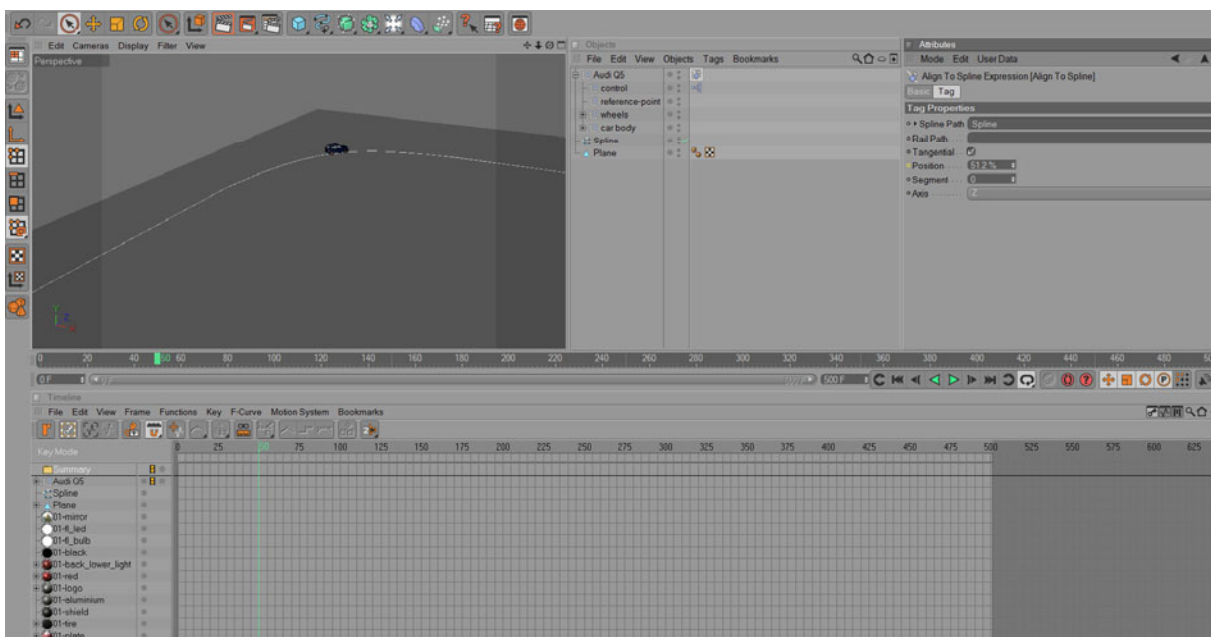 Edit Cameras Display Filter View
Perspective
Y
Z
Objects
File Edit View Objects Tags Bookmarks
Audi Q5
control
reference-point
wheels
car body
Spline
Plane
Attributes
Mode Edit User Data
Align To Spline Expression [Align To Spline]
Basic Tag
Tag Properties
Spline Path Spline
Rail Path
Tangential
Position 51.2 %
Segment 0
Axis Z
0 20 40 50 60 80 100 120 140 160 180 200 220 240 260 280 300 320 340 360 380 400 420 440 460 480
0 F 500 F
Timeline
File Edit View Frame Functions Key F-Curve Motion System Bookmarks
Key Mode
0 25 50 75 100 125 150 175 200 225 250 275 300 325 350 375 400 425 450 475 500 525 550 575 600 625
Summary
Audi Q5
Spline
Plane
01-mirror
01-fl_led
01-fl_bulb
01-black
01-back_lower_light
01-red
01-logo
01-aluminium
01-shield
01-tire
01-plate